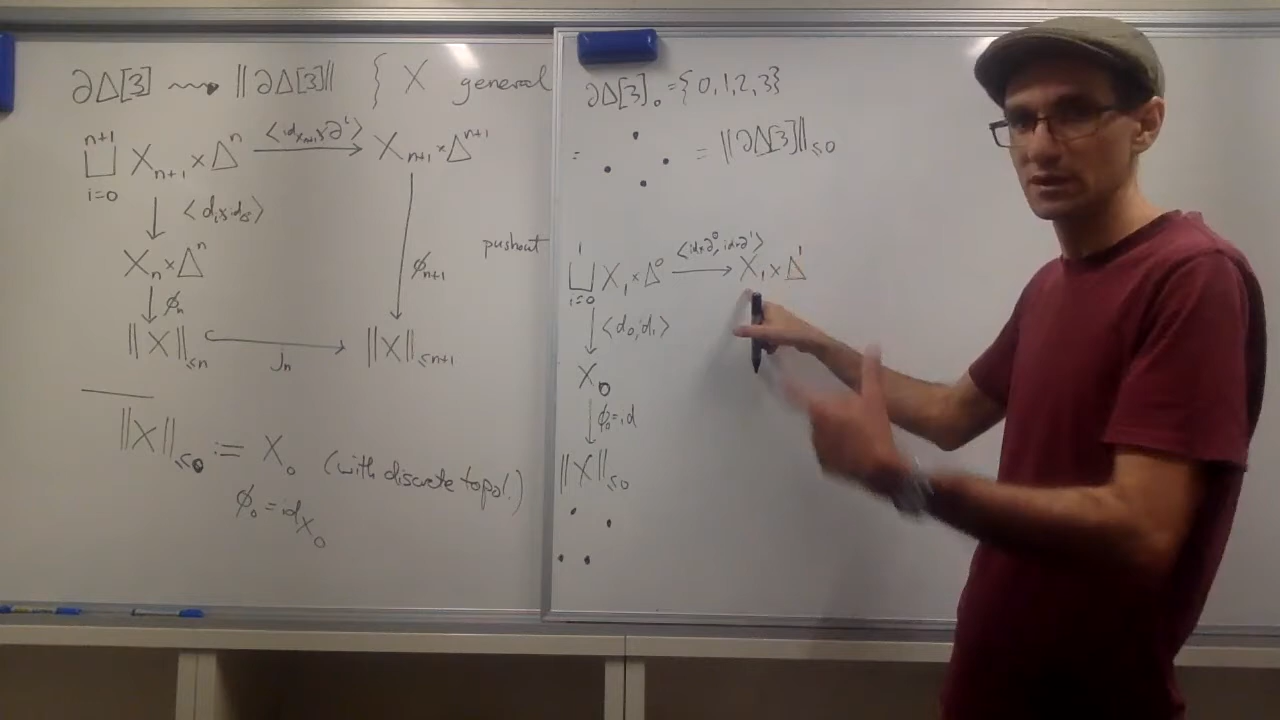 ∂Δ[3] ⇝ ||∂Δ[3]|| { X general
n+1
⊔ X_{n+1} × Δ^n ⟶ X_{n+1} × Δ^{n+1}
i=0
⟨id_{X_{n+1}} × ∂^i⟩
⟨d_i × id_Δ⟩
X_n × Δ^n
ϕ_n
ϕ_{n+1}
pushout
||X||_{≤n} ↪ ||X||_{≤n+1}
J_n
||X||_{≤0} := X_0 (with discrete topol.)
ϕ_0 = id_{X_0}
∂Δ[3]_0 = {0,1,2,3}
= = ||∂Δ[3]||_{≤0}
⟨id×∂^0, id×∂^1⟩
1
⊔ X_1 × Δ^0 ⟶ X_1 × Δ^1
i=0
⟨d_0, d_1⟩
X_0
ϕ_0 = id
||X||_{≤0}